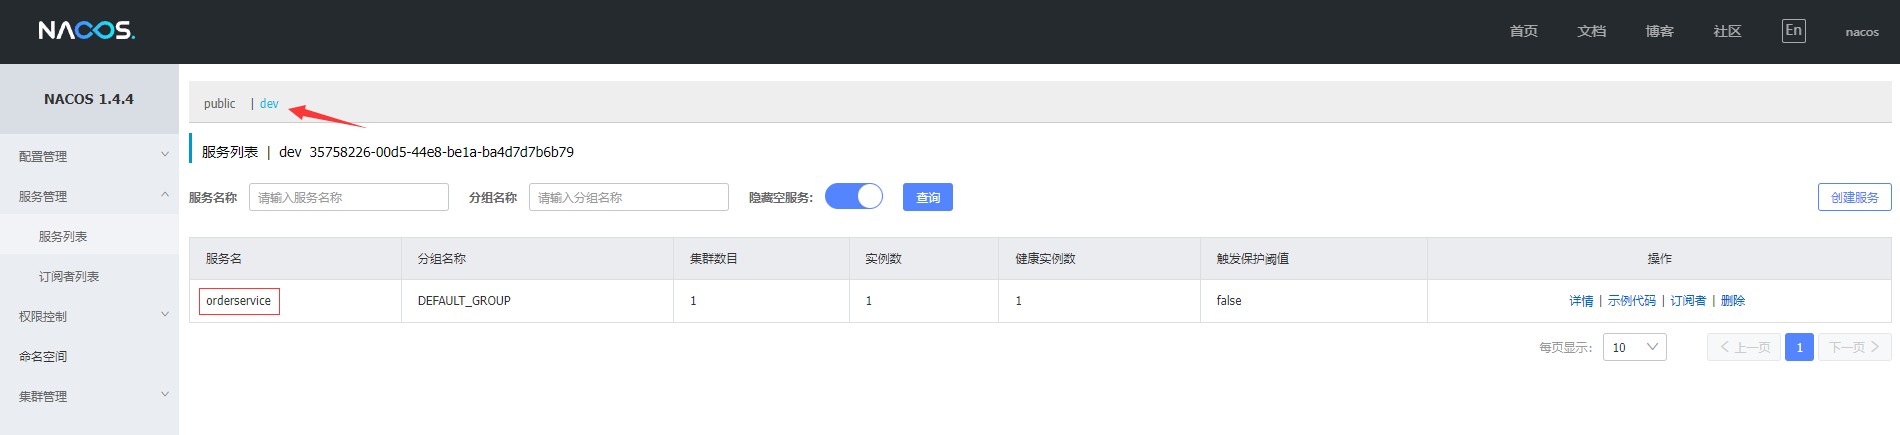 NACOS.
首页 文档 博客 社区 En nacos
NACOS 1.4.4
配置管理
服务管理
服务列表
订阅者列表
权限控制
命名空间
集群管理
public | dev
服务列表 | dev 35758226-00d5-44e8-be1a-ba4d7d7b6b79
服务名称 请输入服务名称 分组名称 请输入分组名称 隐藏空服务: 查询 创建服务
服务名 分组名称 集群数目 实例数 健康实例数 触发保护阈值 操作
orderservice DEFAULT_GROUP 1 1 1 false 详情 | 示例代码 | 订阅者 | 删除
每页显示: 10 上一页 1 下一页